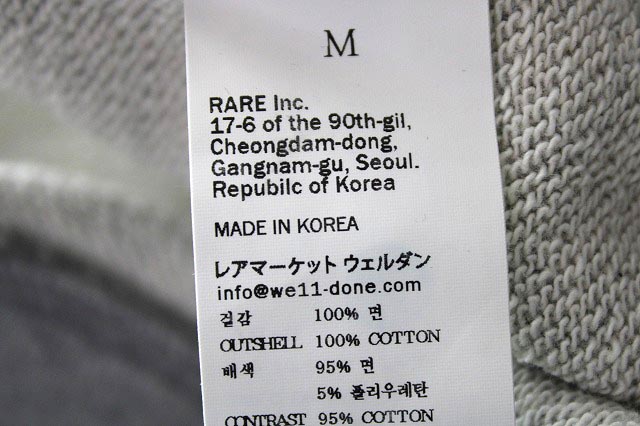 M
RARE Inc.
17-6 of the 90th-gil,
Cheongdam-dong,
Gangnam-gu, Seoul.
Repubilc of Korea
MADE IN KOREA
レアマーケット ウェルダン
info@we11-done.com
겉감 100% 면
OUTSHELL 100% COTTON
배색 95% 면
5% 폴리우레탄
CONTRAST 95% COTTON